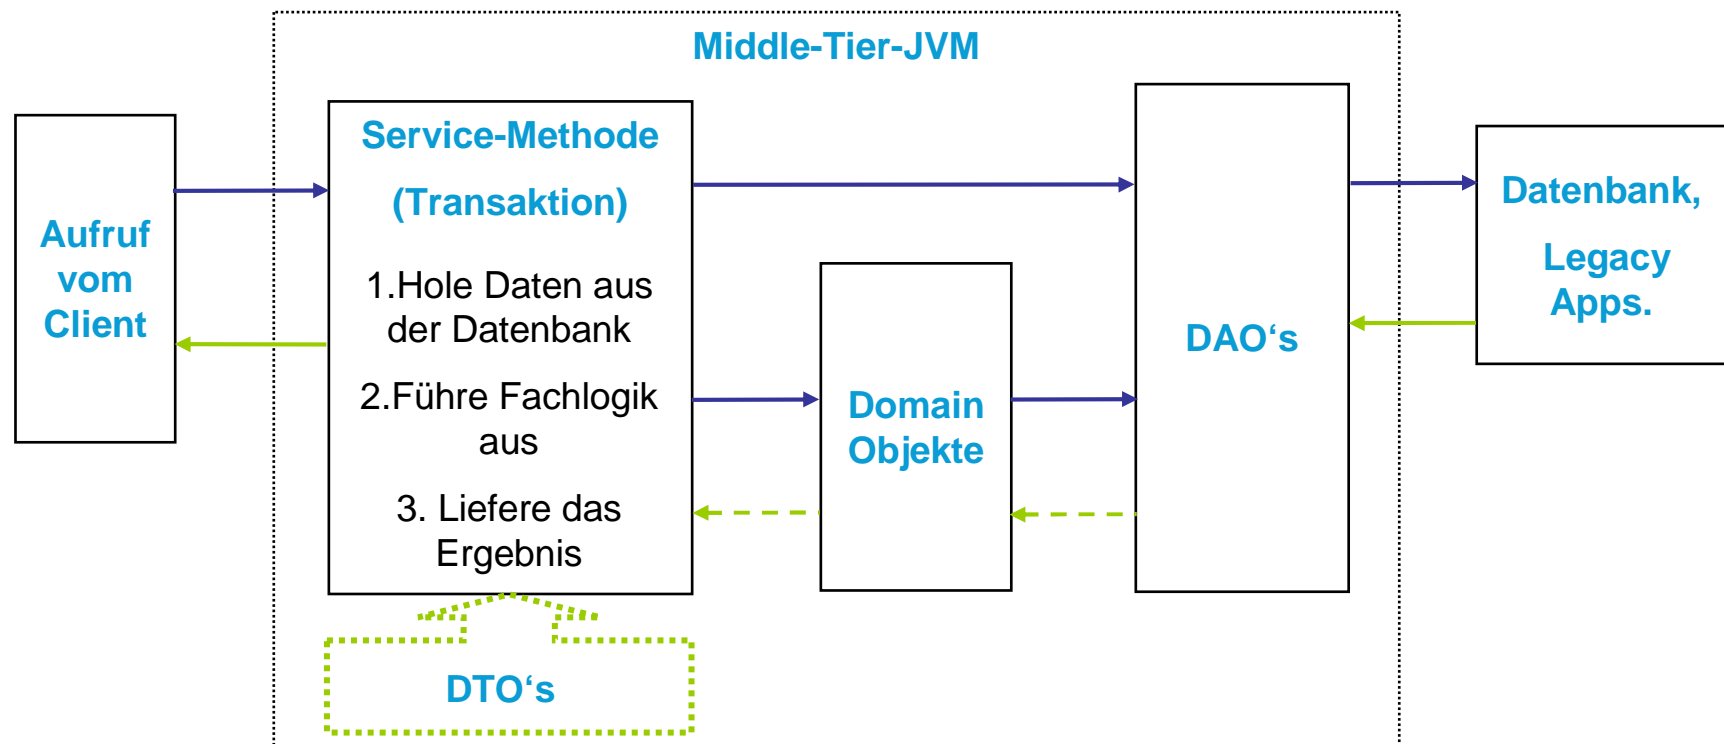 Middle-Tier-JVM
Aufruf
vom
Client
Service-Methode
(Transaktion)
1.Hole Daten aus
der Datenbank
2.Führe Fachlogik
aus
3. Liefere das
Ergebnis
DTO‘s
Domain
Objekte
DAO‘s
Datenbank,
Legacy
Apps.